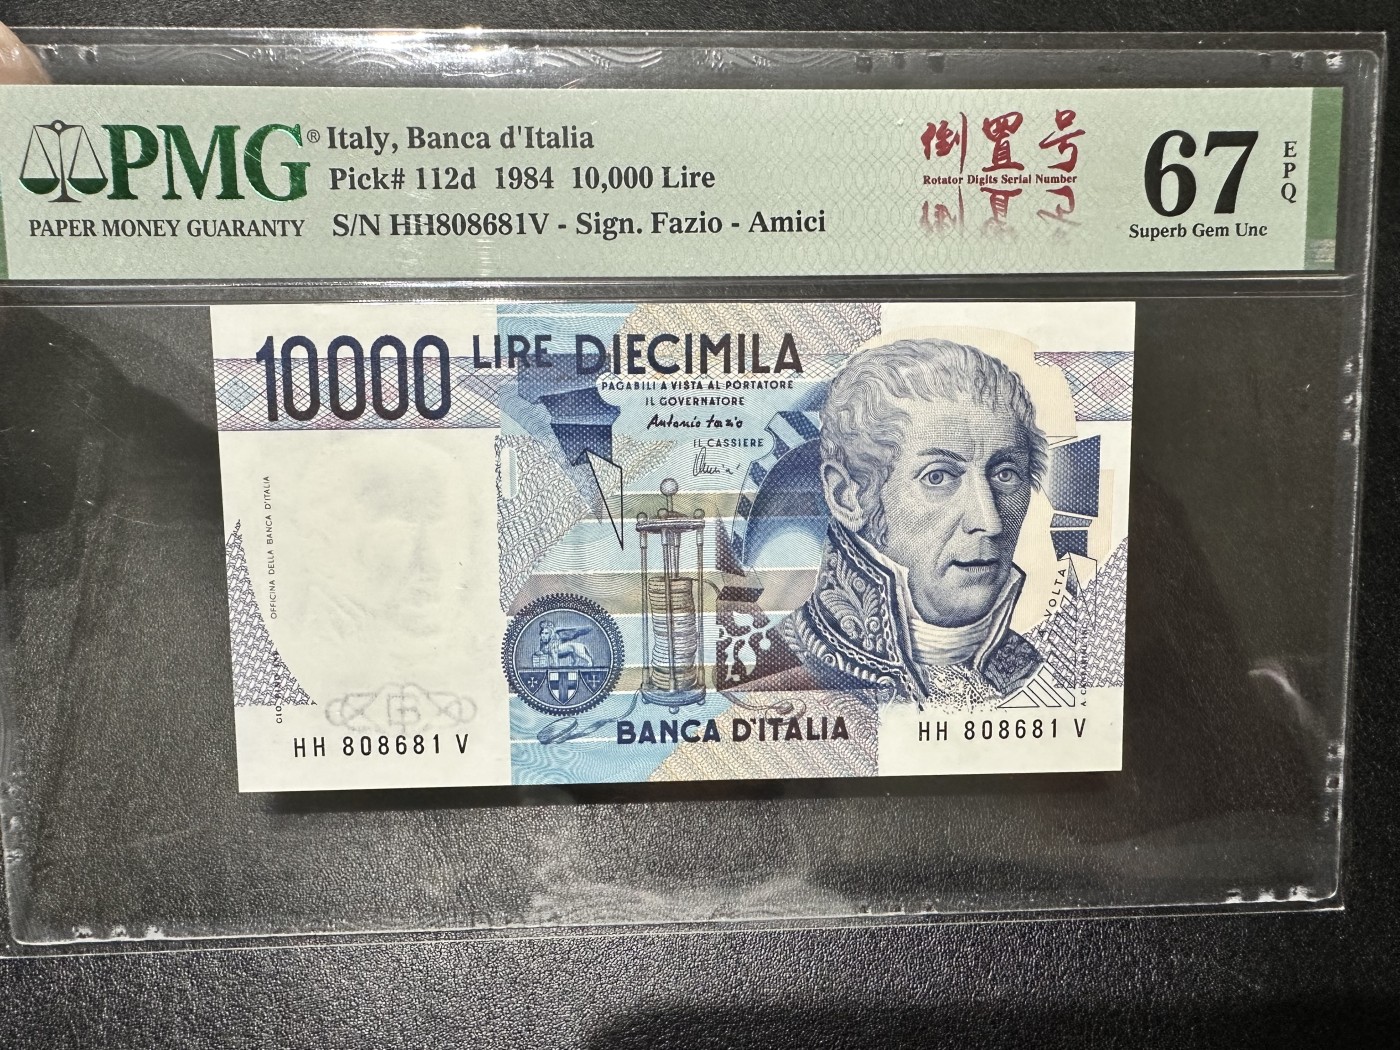 PMG® Italy, Banca d'Italia
Pick# 112d 1984 10,000 Lire
PAPER MONEY GUARANTY
S/N HH808681V - Sign. Fazio - Amici
倒置号
Rotator Digits Serial Number
67
EPQ
Superb Gem Unc
10000 LIRE DIECIMILA
PAGABILI A VISTA AL PORTATORE
IL GOVERNATORE
Antonio Fazio
IL CASSIERE
OFFICINA DELLA BANCA D'ITALIA
A. VOLTA
BANCA D'ITALIA
HH 808681 V
HH 808681 V